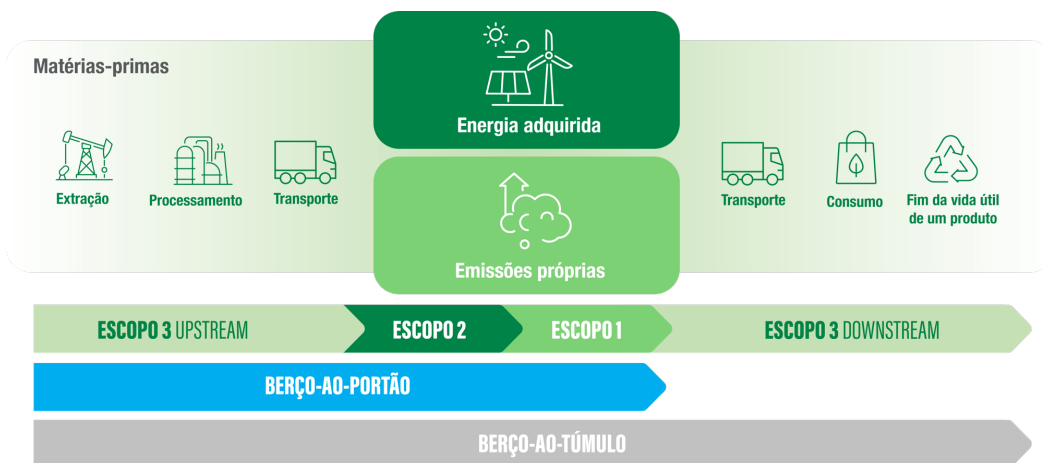 Matérias-primas
Energia adquirida
Extração
Processamento
Transporte
Transporte
Consumo
Fim da vida útil
de um produto
Emissões próprias
ESCOPO 3 UPSTREAM
ESCOPO 2
ESCOPO 1
ESCOPO 3 DOWNSTREAM
BERÇO-AO-PORTÃO
BERÇO-AO-TÚMULO